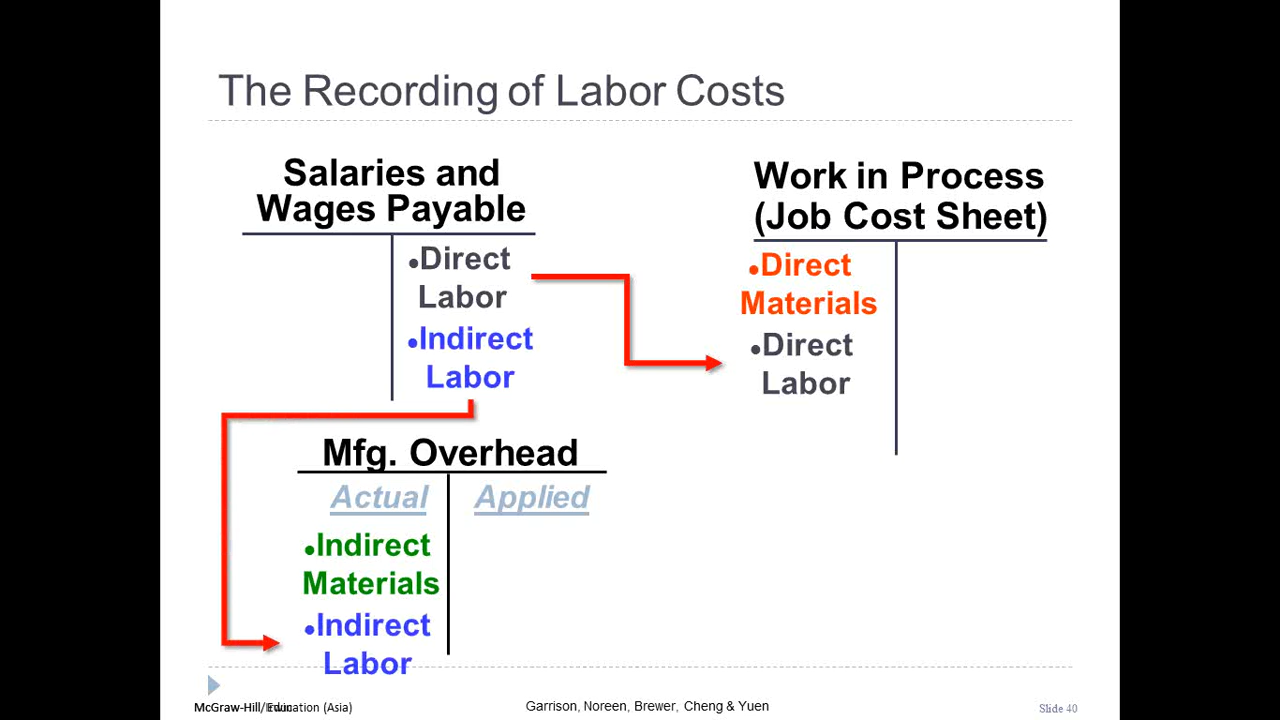 The Recording of Labor Costs
Salaries and
Wages Payable
•Direct
Labor
•Indirect
Labor
Work in Process
(Job Cost Sheet)
•Direct
Materials
•Direct
Labor
Mfg. Overhead
Actual Applied
•Indirect
Materials
•Indirect
Labor
McGraw-Hill/ Education (Asia)
Garrison, Noreen, Brewer, Cheng & Yuen
Slide 40